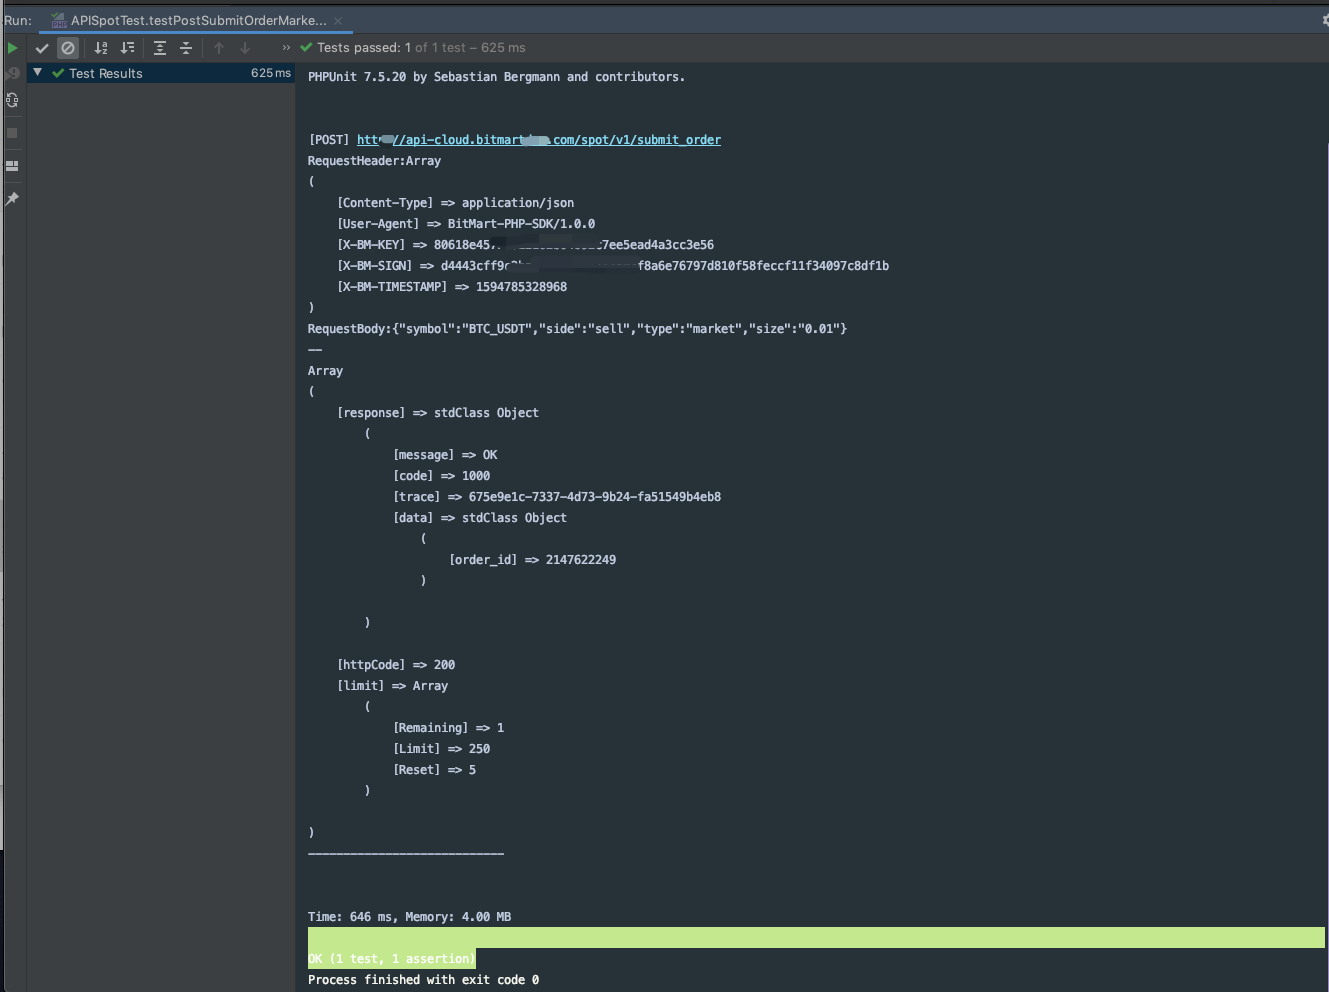 Run:
APISpotTest.testPostSubmitOrderMarke...
Tests passed: 1 of 1 test – 625 ms
Test Results 625 ms
PHPUnit 7.5.20 by Sebastian Bergmann and contributors.
[POST] htt //api-cloud.bitmart .com/spot/v1/submit_order
RequestHeader:Array
(
[Content-Type] => application/json
[User-Agent] => BitMart-PHP-SDK/1.0.0
[X-BM-KEY] => 80618e45 7ee5ead4a3cc3e56
[X-BM-SIGN] => d4443cff9 f8a6e76797d810f58feccf11f34097c8df1b
[X-BM-TIMESTAMP] => 1594785328968
)
RequestBody:{"symbol":"BTC_USDT","side":"sell","type":"market","size":"0.01"}
——
Array
(
[response] => stdClass Object
(
[message] => OK
[code] => 1000
[trace] => 675e9e1c-7337-4d73-9b24-fa51549b4eb8
[data] => stdClass Object
(
[order_id] => 2147622249
)
)
[httpCode] => 200
[limit] => Array
(
[Remaining] => 1
[Limit] => 250
[Reset] => 5
)
)
————————————————————————————
Time: 646 ms, Memory: 4.00 MB
OK (1 test, 1 assertion)
Process finished with exit code 0